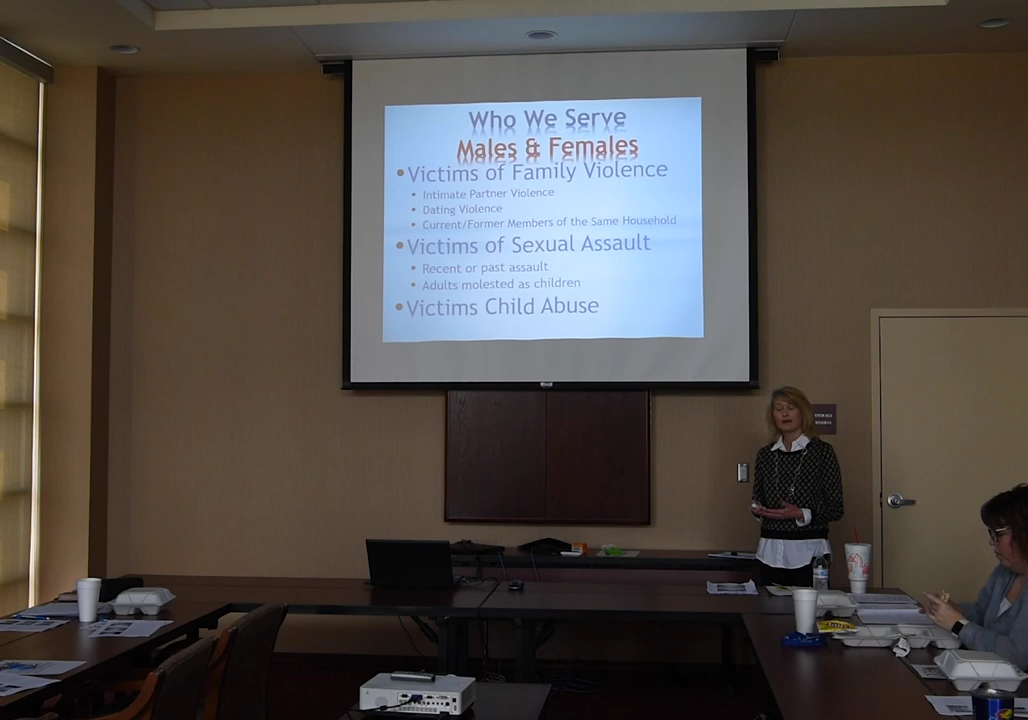 Who We Serve
Males & Females
• Victims of Family Violence
• Intimate Partner Violence
• Dating Violence
• Current/Former Members of the Same Household
• Victims of Sexual Assault
• Recent or past assault
• Adults molested as children
• Victims Child Abuse